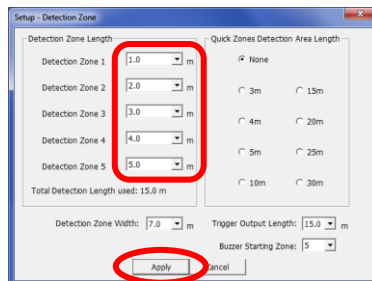 Setup - Detection Zone
Detection Zone Length
Detection Zone 1 1.0 m
Detection Zone 2 2.0 m
Detection Zone 3 3.0 m
Detection Zone 4 4.0 m
Detection Zone 5 5.0 m
Total Detection Length used: 15.0 m
Quick Zones Detection Area Length
None
3m 15m
4m 20m
5m 25m
10m 30m
Detection Zone Width: 7.0 m
Trigger Output Length: 15.0 m
Buzzer Starting Zone: 5
Apply Cancel